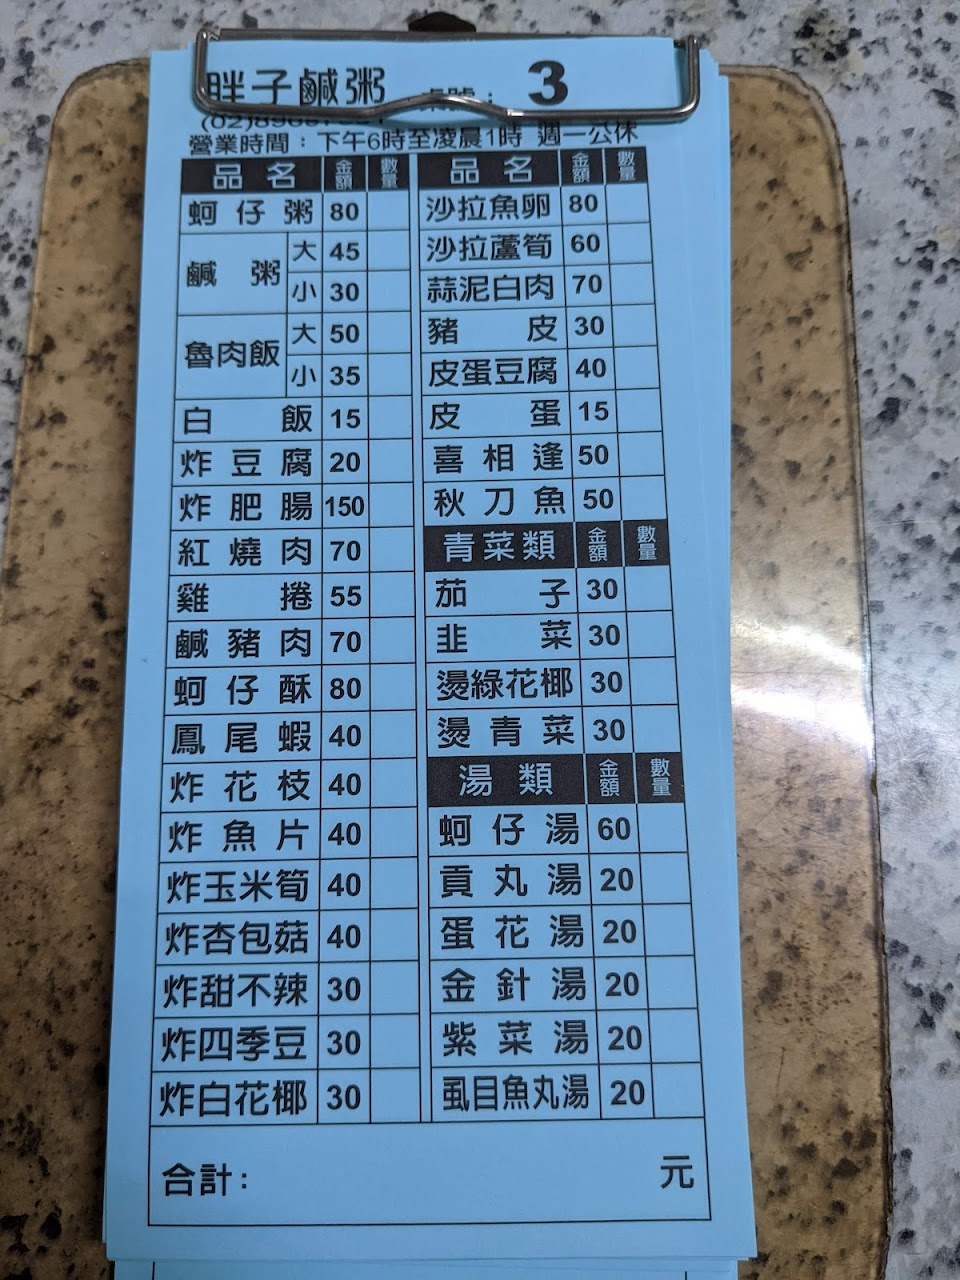 胖子鹹粥 桌號： 3
營業時間：下午6時至凌晨1時 週一公休
品名 金額 數量
蚵仔粥 80
鹹粥 大 45
小 30
魯肉飯 大 50
小 35
白飯 15
炸豆腐 20
炸肥腸 150
紅燒肉 70
雞捲 55
鹹豬肉 70
蚵仔酥 80
鳳尾蝦 40
炸花枝 40
炸魚片 40
炸玉米筍 40
炸杏包菇 40
炸甜不辣 30
炸四季豆 30
炸白花椰 30
品名 金額 數量
沙拉魚卵 80
沙拉蘆筍 60
蒜泥白肉 70
豬皮 30
皮蛋豆腐 40
皮蛋 15
喜相逢 50
秋刀魚 50
青菜類 金額 數量
茄子 30
韭菜 30
燙綠花椰 30
燙青菜 30
湯類 金額 數量
蚵仔湯 60
貢丸湯 20
蛋花湯 20
金針湯 20
紫菜湯 20
虱目魚丸湯 20
合計： 元